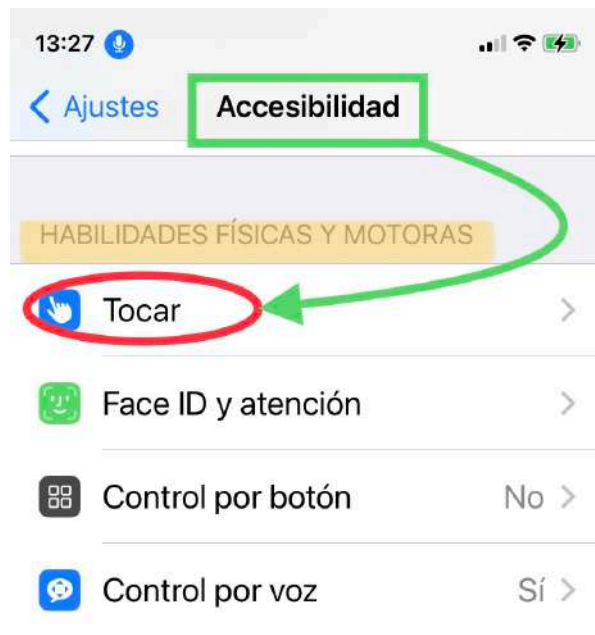 13:27
Ajustes Accesibilidad
HABILIDADES FÍSICAS Y MOTORAS
Tocar
Face ID y atención
Control por botón No
Control por voz Sí